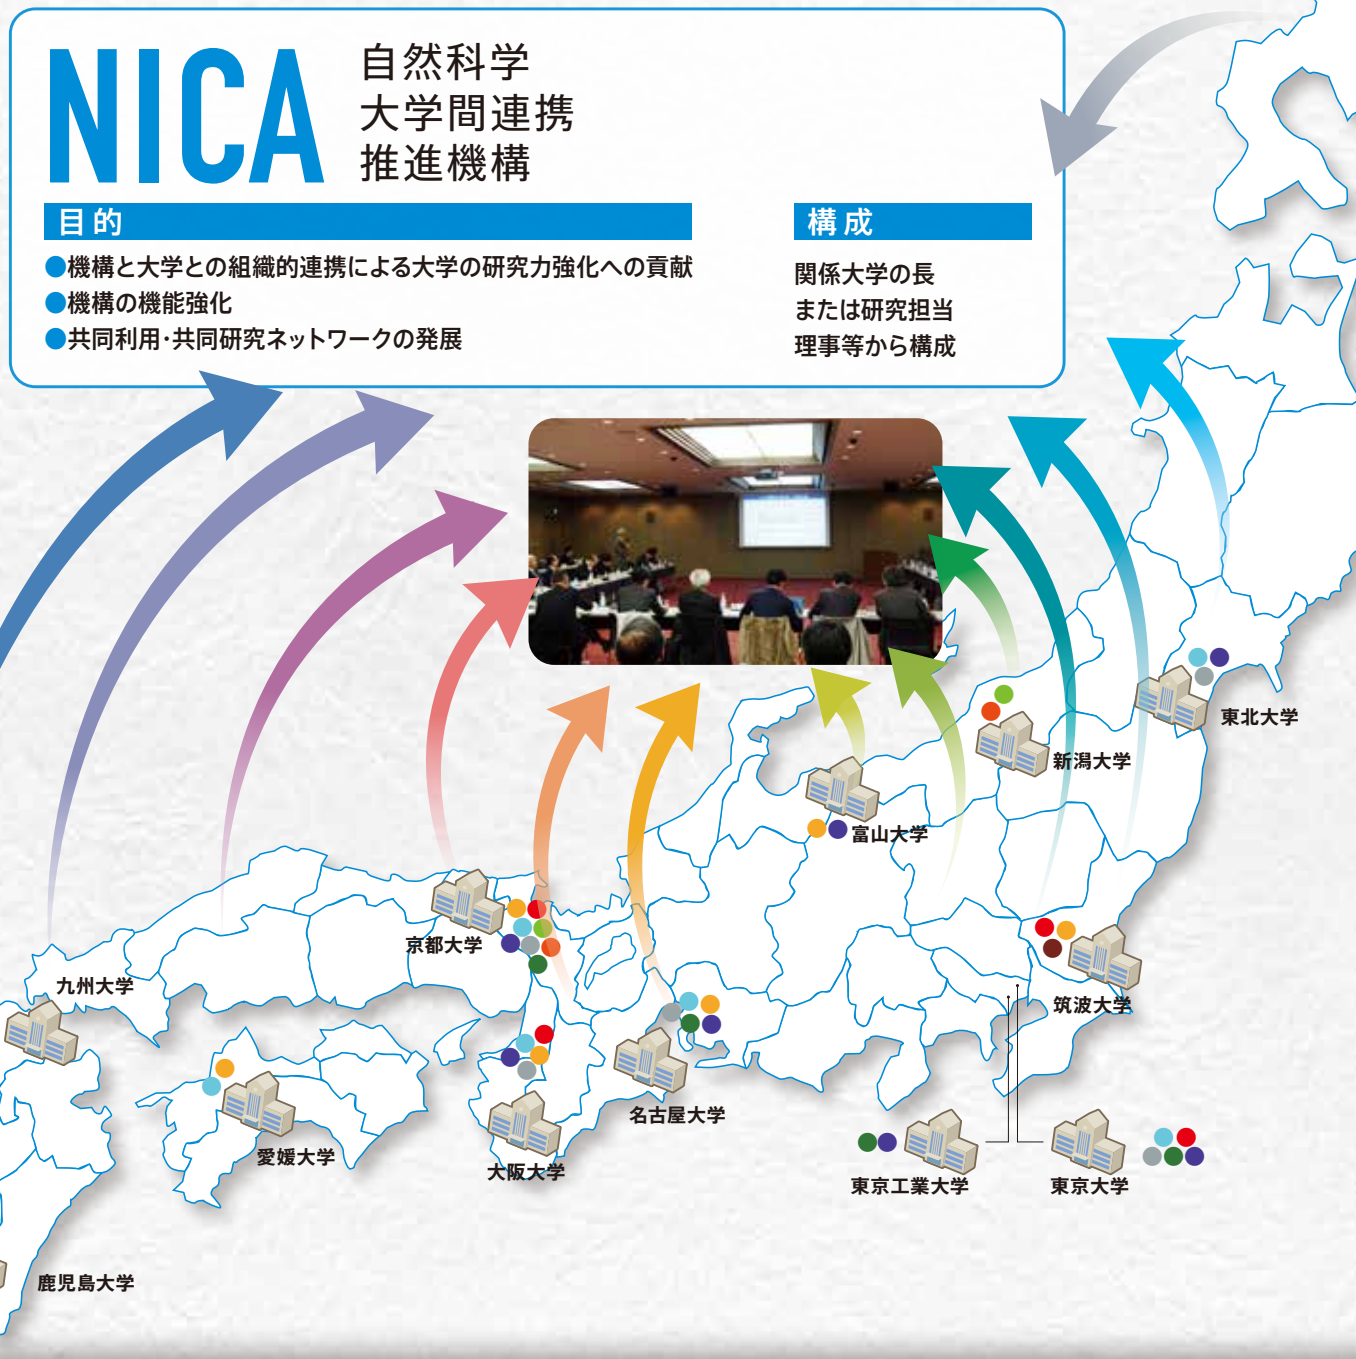 NICA
自然科学
大学間連携
推進機構
目的
●機構と大学との組織的連携による大学の研究力強化への貢献
●機構の機能強化
●共同利用・共同研究ネットワークの発展
構成
関係大学の長
または研究担当
理事等から構成
東北大学
新潟大学
富山大学
京都大学
九州大学
筑波大学
名古屋大学
愛媛大学
大阪大学
東京工業大学
東京大学
鹿児島大学